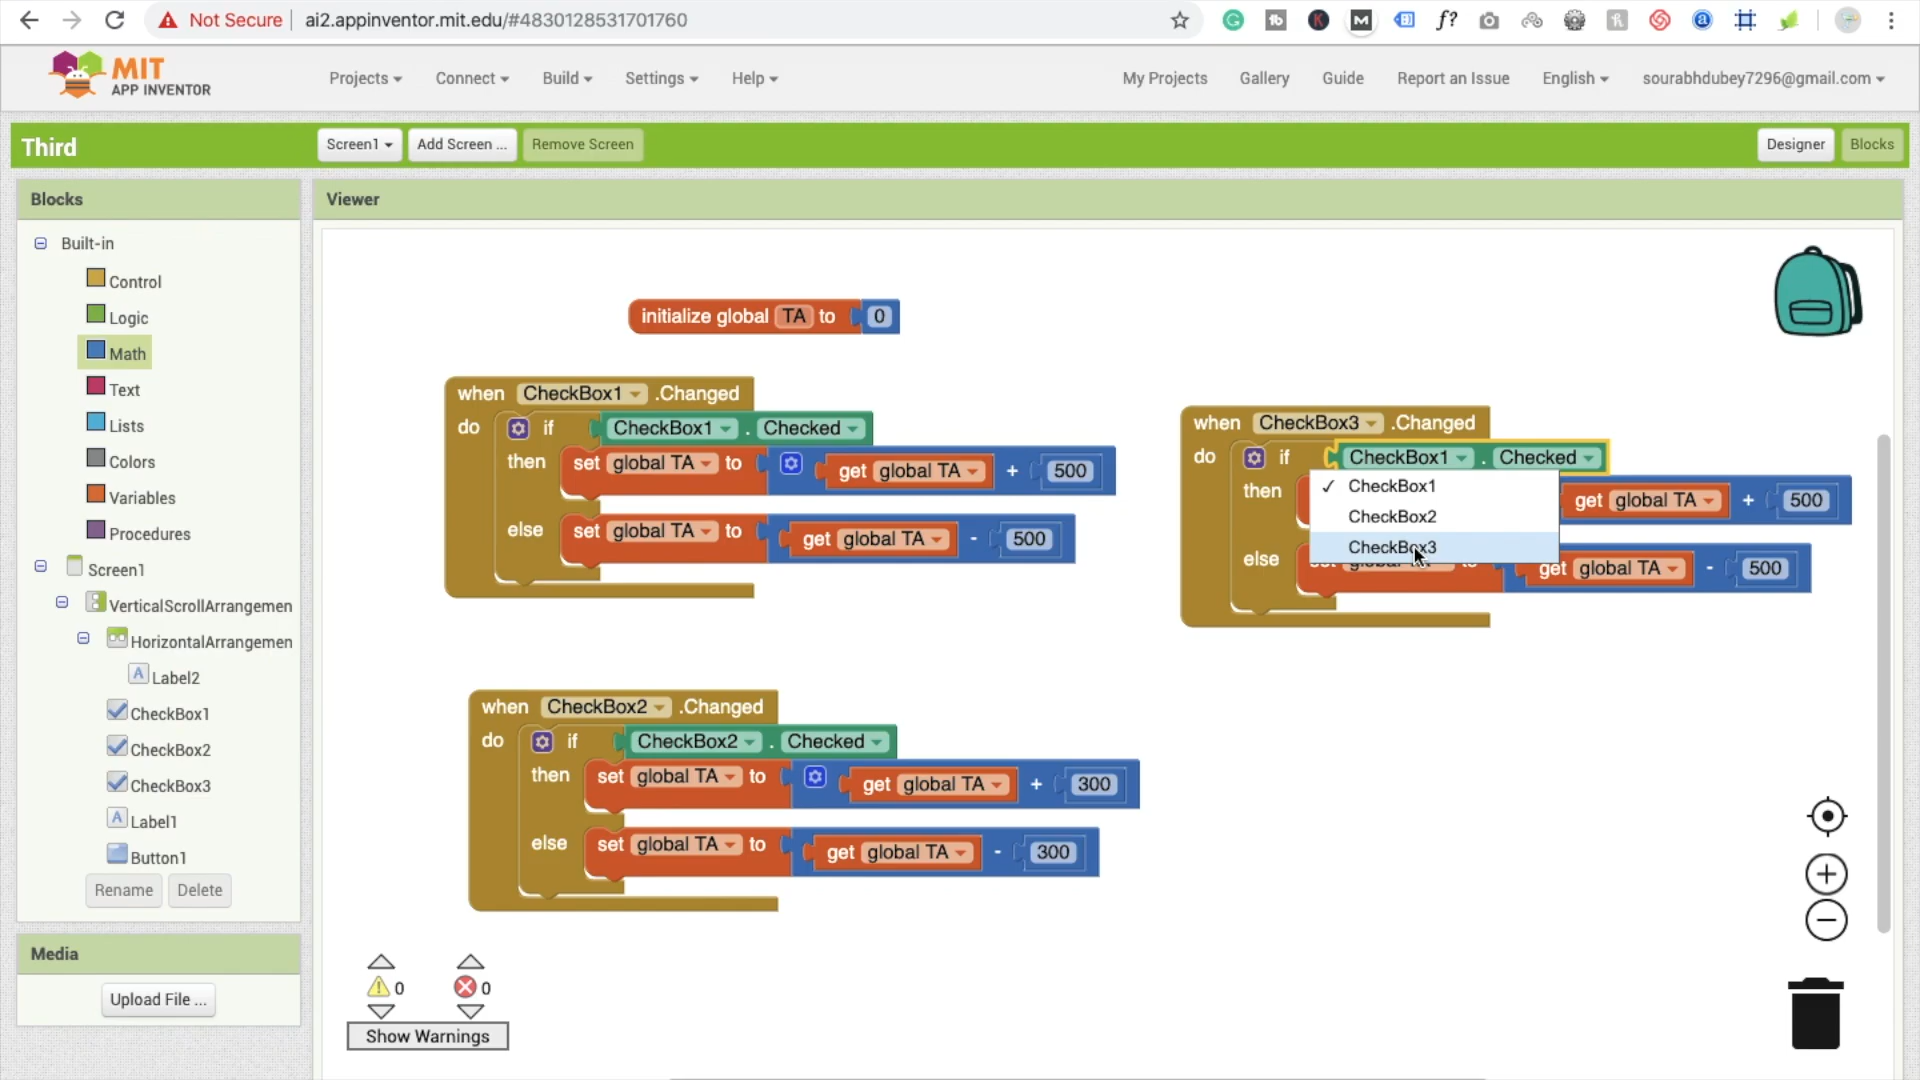 Not Secure
ai2.appinventor.mit.edu/#4830128531701760
MIT
APP INVENTOR
Projects
Connect
Build
Settings
Help
My Projects
Gallery
Guide
Report an Issue
English
sourabhdubey7296@gmail.com
Third
Screen1
Add Screen ...
Remove Screen
Designer
Blocks
Blocks
Built-in
Control
Logic
Math
Text
Lists
Colors
Variables
Procedures
Screen1
VerticalScrollArrangemen
HorizontalArrangemen
Label2
CheckBox1
CheckBox2
CheckBox3
Label1
Button1
Rename Delete
Media
Upload File ...
Viewer
initialize global TA to 0
when CheckBox1 .Changed
do if CheckBox1 . Checked
then set global TA to get global TA + 500
else set global TA to get global TA - 500
when CheckBox3 .Changed
do if CheckBox1 . Checked
then get global TA + 500
else get global TA - 500
✓ CheckBox1
CheckBox2
CheckBox3
when CheckBox2 .Changed
do if CheckBox2 . Checked
then set global TA to get global TA + 300
else set global TA to get global TA - 300
0 0
Show Warnings